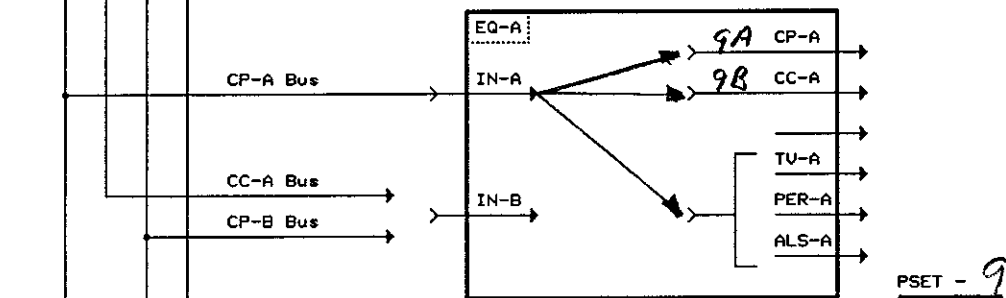 EQ-A
9A CP-A
CP-A Bus IN-A 9B CC-A
TV-A
CC-A Bus IN-B PER-A
CP-B Bus ALS-A
PSET - 9